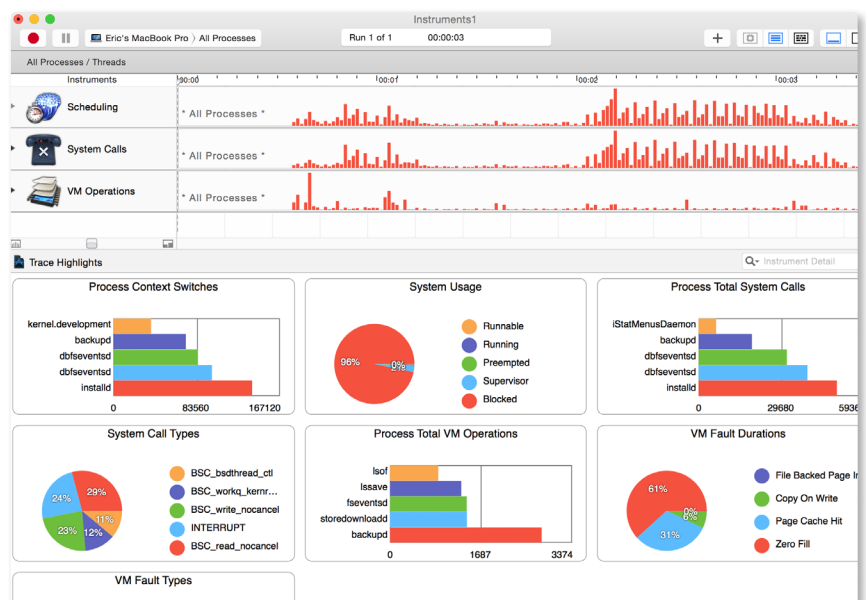 Instruments1
Eric's MacBook Pro 〉 All Processes
Run 1 of 1 00:00:03
All Processes / Threads
Instruments
00:00 00:01 00:02 00:03
Scheduling
* All Processes *
System Calls
* All Processes *
VM Operations
* All Processes *
Trace Highlights
Instrument Detail
Process Context Switches
kernel.development
backupd
dbfseventsd
dbfseventsd
installd
0 83560 167120
System Usage
96%
0%
Runnable
Running
Preempted
Supervisor
Blocked
Process Total System Calls
iStatMenusDaemon
backupd
dbfseventsd
dbfseventsd
installd
0 29680 5936
System Call Types
29%
24%
11%
23%
12%
BSC_bsdthread_ctl
BSC_workq_kernr...
BSC_write_nocancel
INTERRUPT
BSC_read_nocancel
Process Total VM Operations
lsof
lssave
fseventsd
storedownloadd
backupd
0 1687 3374
VM Fault Durations
61%
0%
6%
31%
File Backed Page In
Copy On Write
Page Cache Hit
Zero Fill
VM Fault Types